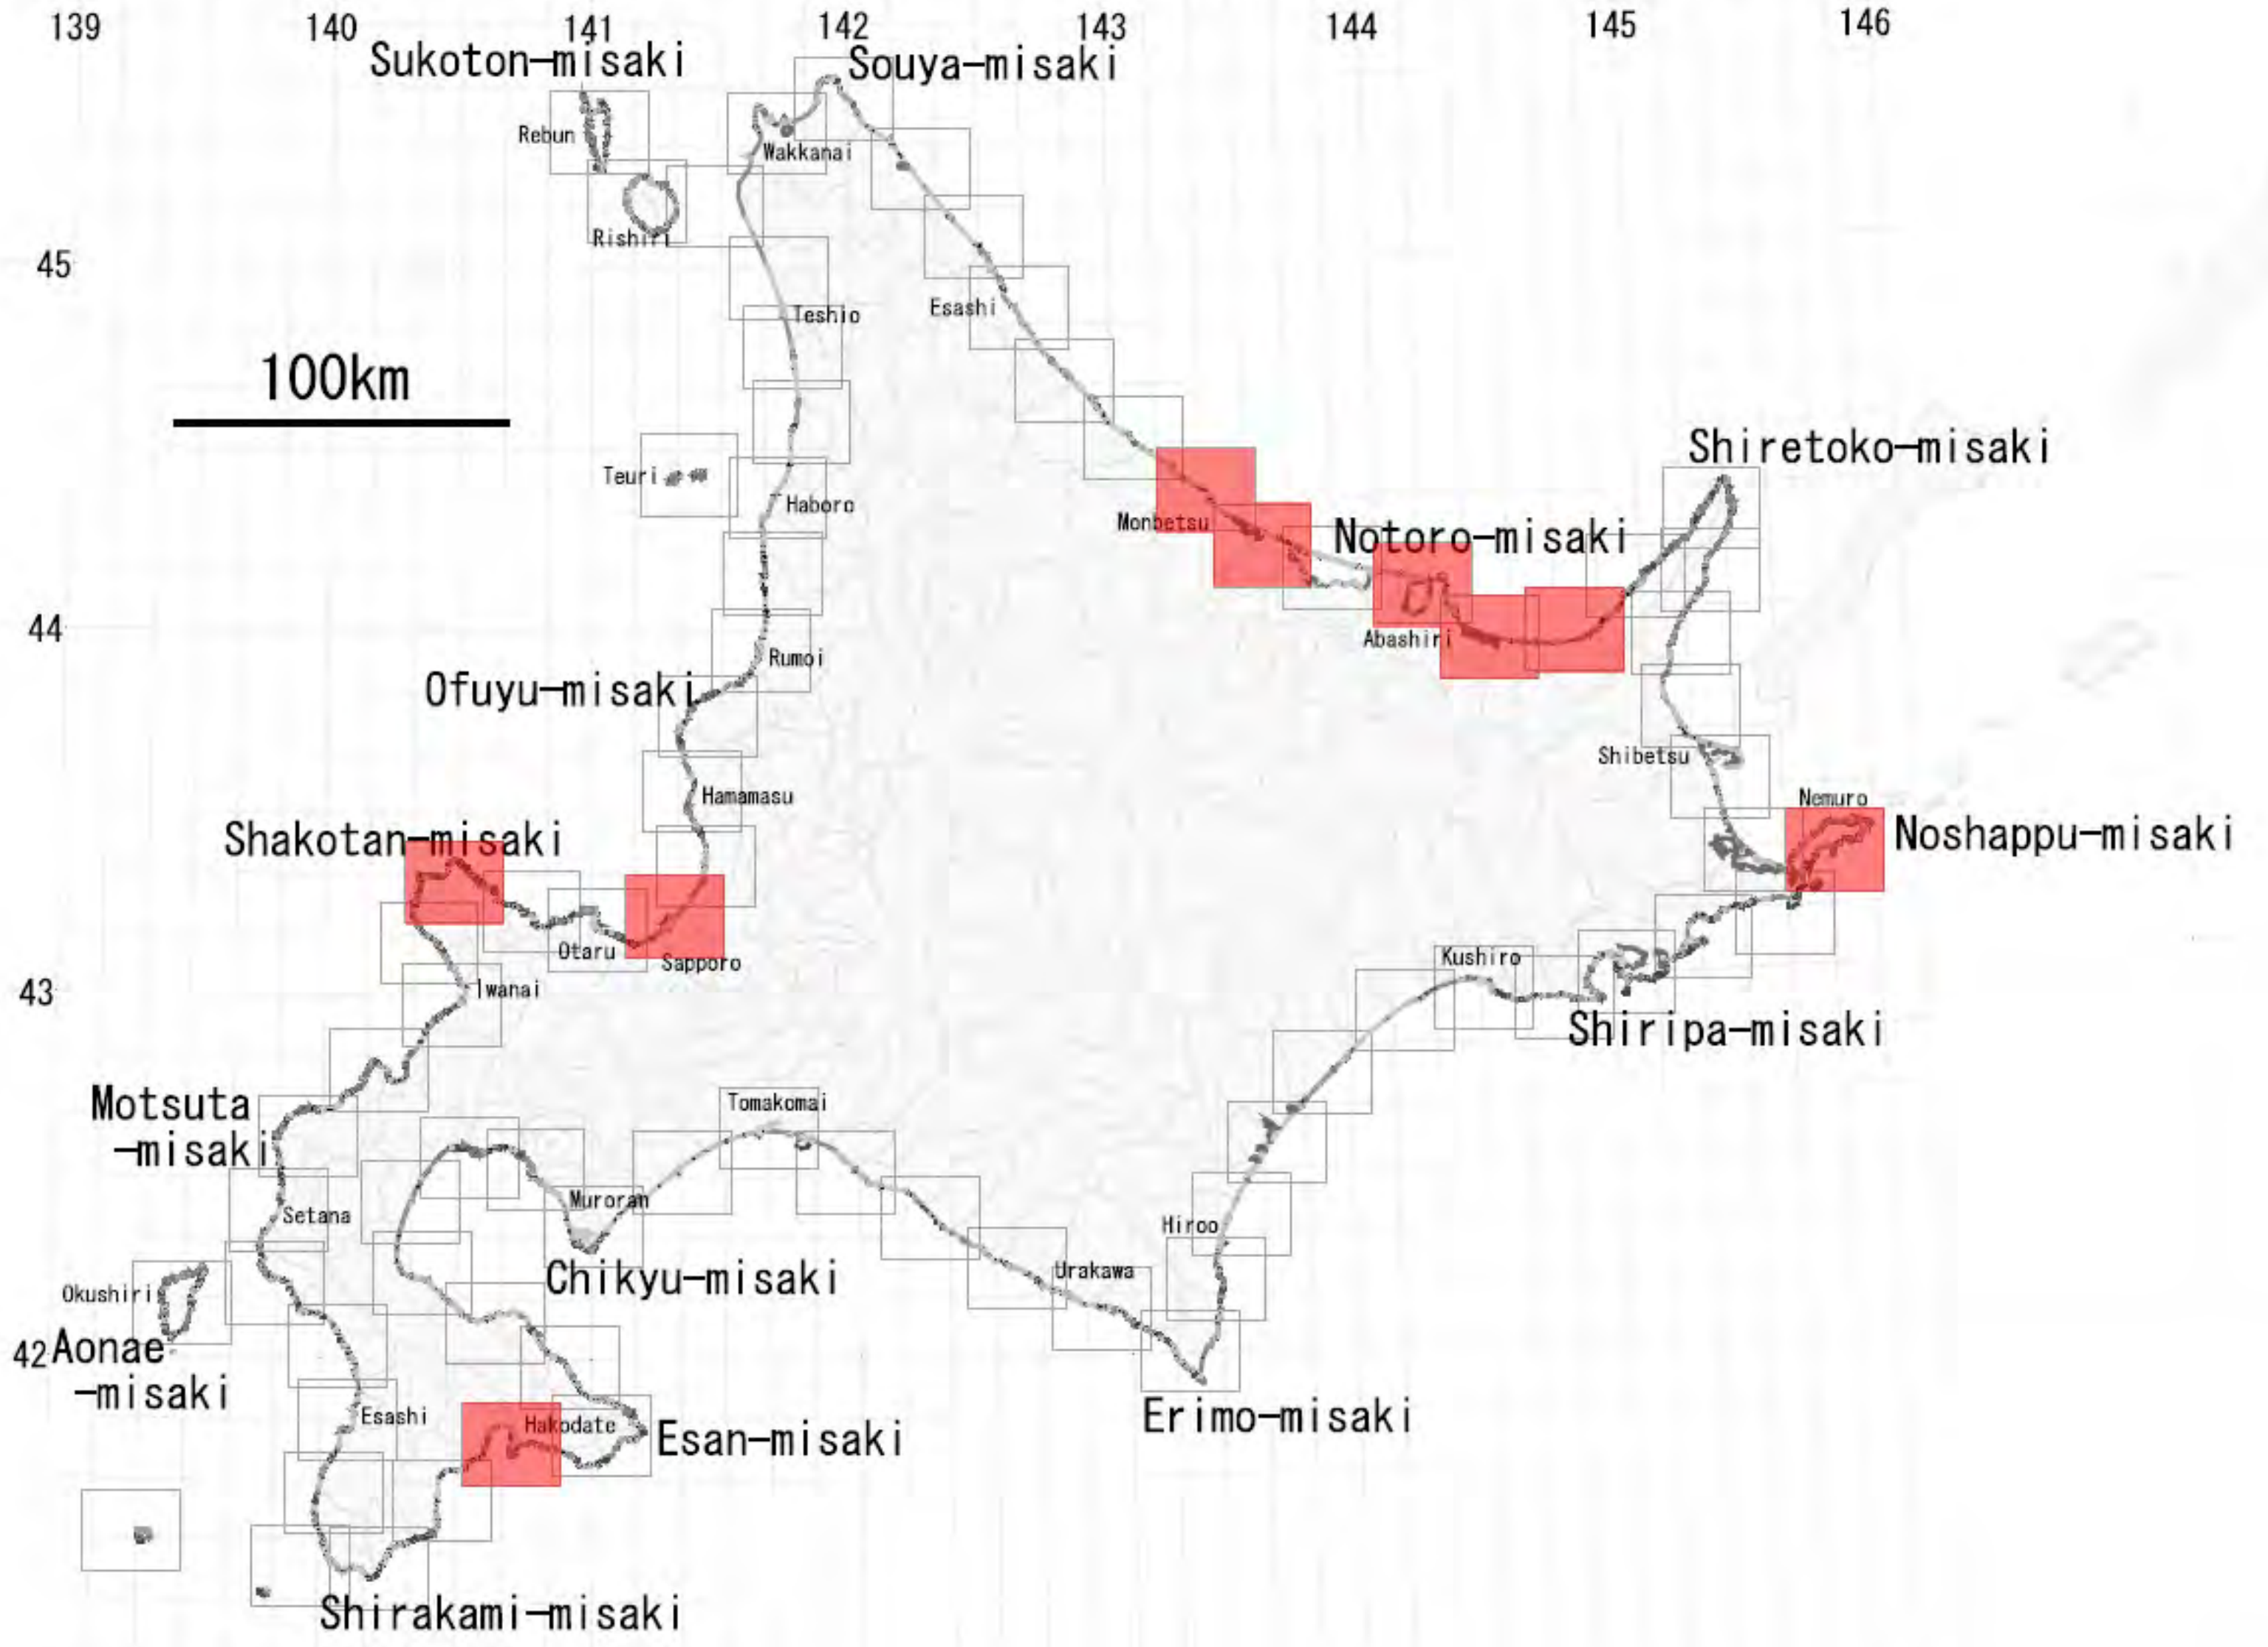 139 140 141 142 143 144 145 146
Sukoton-misaki
Souya-misaki
Rebun
Wakkanai
Rishiri
45
Teshio
Esashi
100km
Shiretoko-misaki
Teuri
Haboro
Monbetsu
Notoro-misaki
44
Abashiri
Rumoi
Ofuyu-misaki
Shibetsu
Hamamasu
Nemuro
Shakotan-misaki
Noshappu-misaki
Otaru
Sapporo
Kushiro
43
Iwanai
Shiripa-misaki
Motsuta
-misaki
Tomakomai
Muroran
Setana
Hiroo
Chikyu-misaki
Urakawa
Okushiri
42
Aonae
-misaki
Esashi
Hakodate
Esan-misaki
Erimo-misaki
Shirakami-misaki